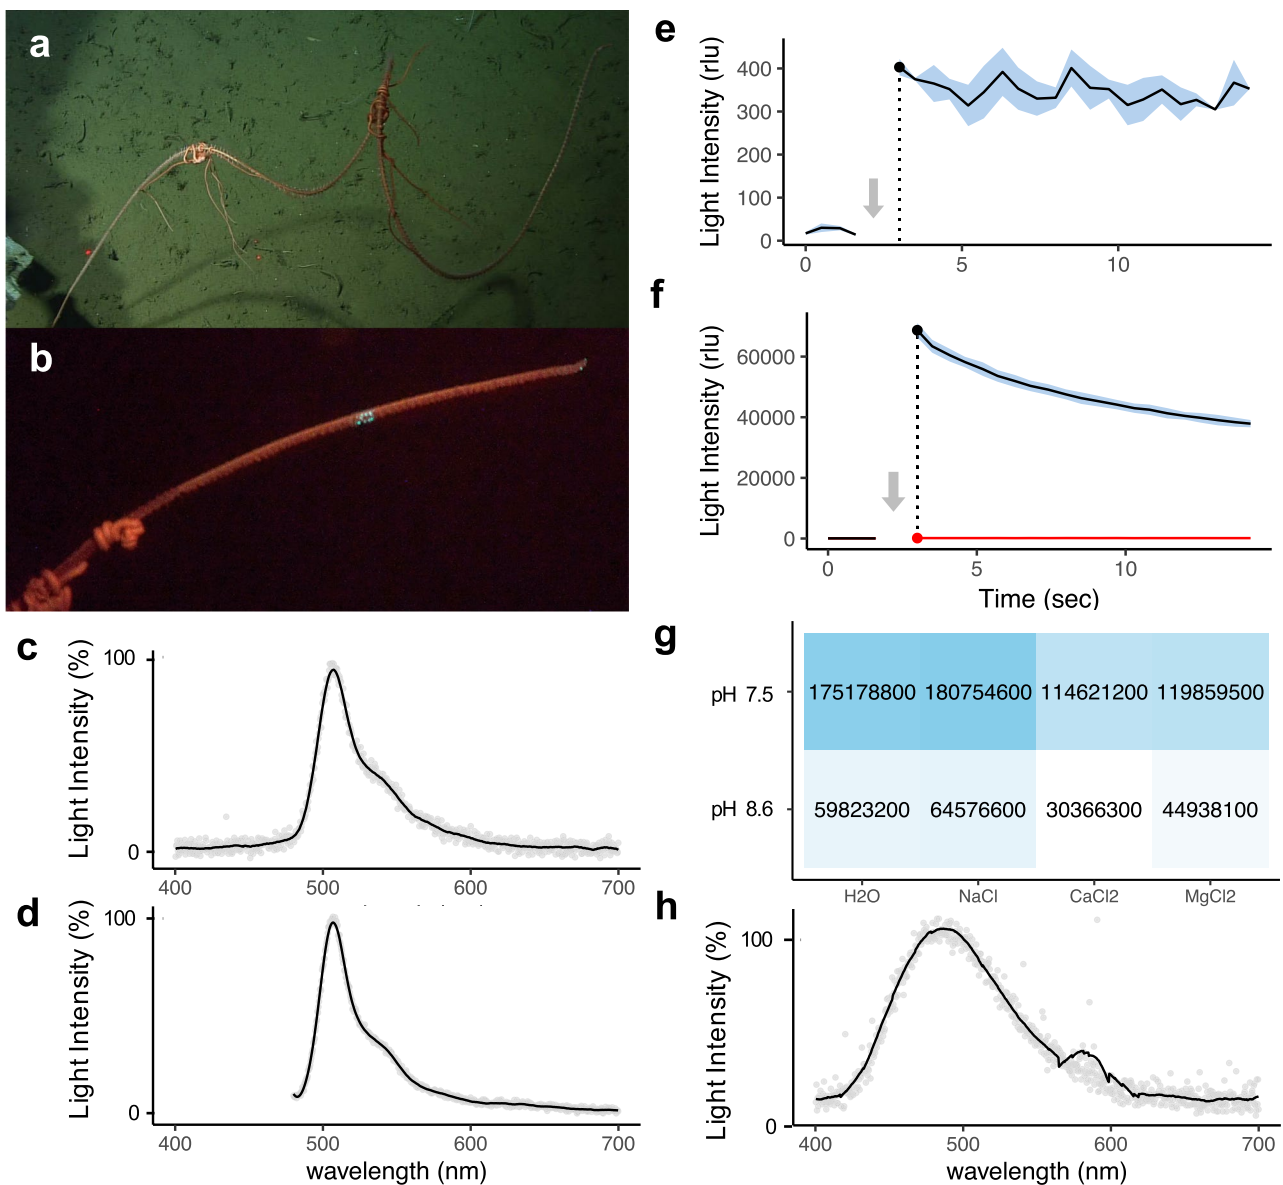 a
b
c
Light Intensity (%)
100
0
400 500 600 700
d
Light Intensity (%)
100
0
400 500 600 700
wavelength (nm)
e
Light Intensity (rlu)
400
300
200
100
0
0 5 10
f
Light Intensity (rlu)
60000
40000
20000
0
0 5 10
Time (sec)
g
pH 7.5 175178800 180754600 114621200 119859500
pH 8.6 59823200 64576600 30366300 44938100
H2O NaCl CaCl2 MgCl2
h
Light Intensity (%)
100
0
400 500 600 700
wavelength (nm)